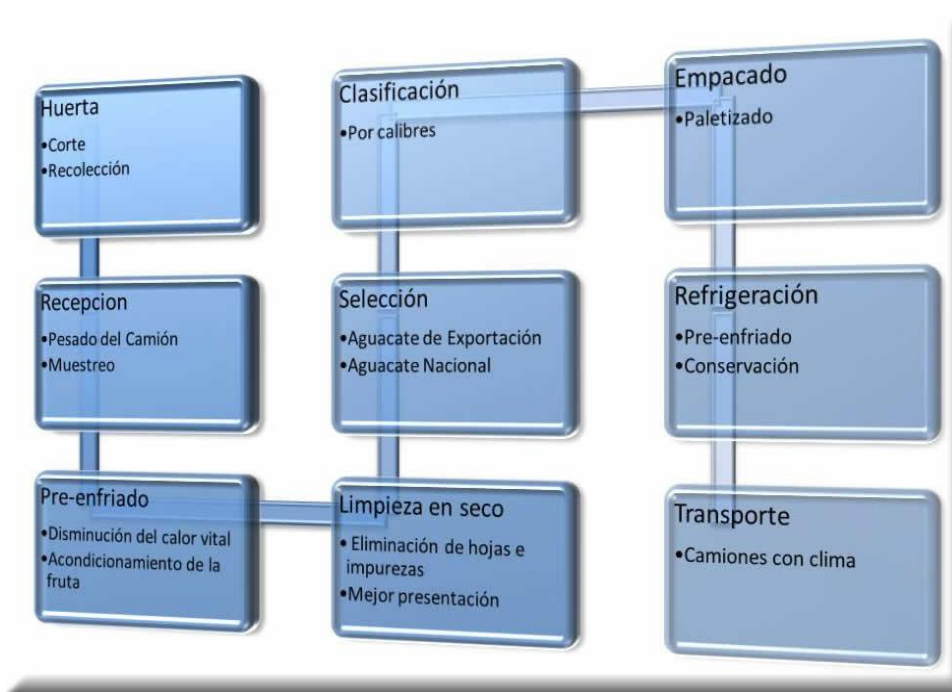 Huerta
•Corte
•Recolección
Recepcion
•Pesado del Camión
•Muestreo
Pre-enfriado
•Disminución del calor vital
•Acondicionamiento de la
fruta
Limpieza en seco
• Eliminación de hojas e
impurezas
•Mejor presentación
Selección
•Aguacate de Exportación
•Aguacate Nacional
Clasificación
•Por calibres
Empacado
•Paletizado
Refrigeración
•Pre-enfriado
•Conservación
Transporte
•Camiones con clima